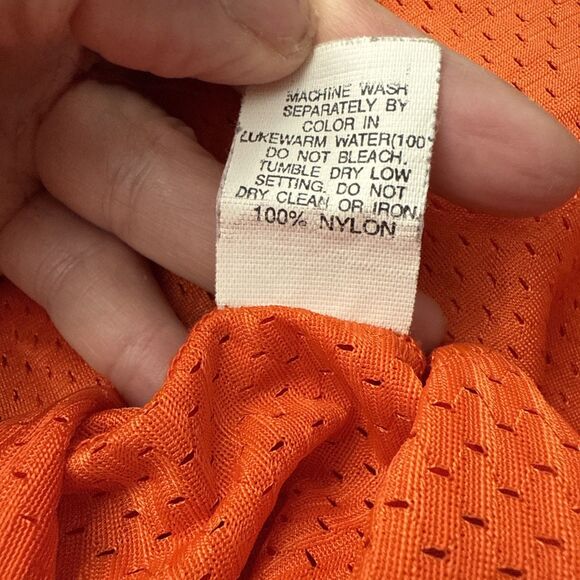 MACHINE WASH
SEPARATELY BY
COLOR IN
LUKEWARM WATER(100°
DO NOT BLEACH.
TUMBLE DRY LOW
SETTING. DO NOT
DRY CLEAN OR IRON.
100% NYLON